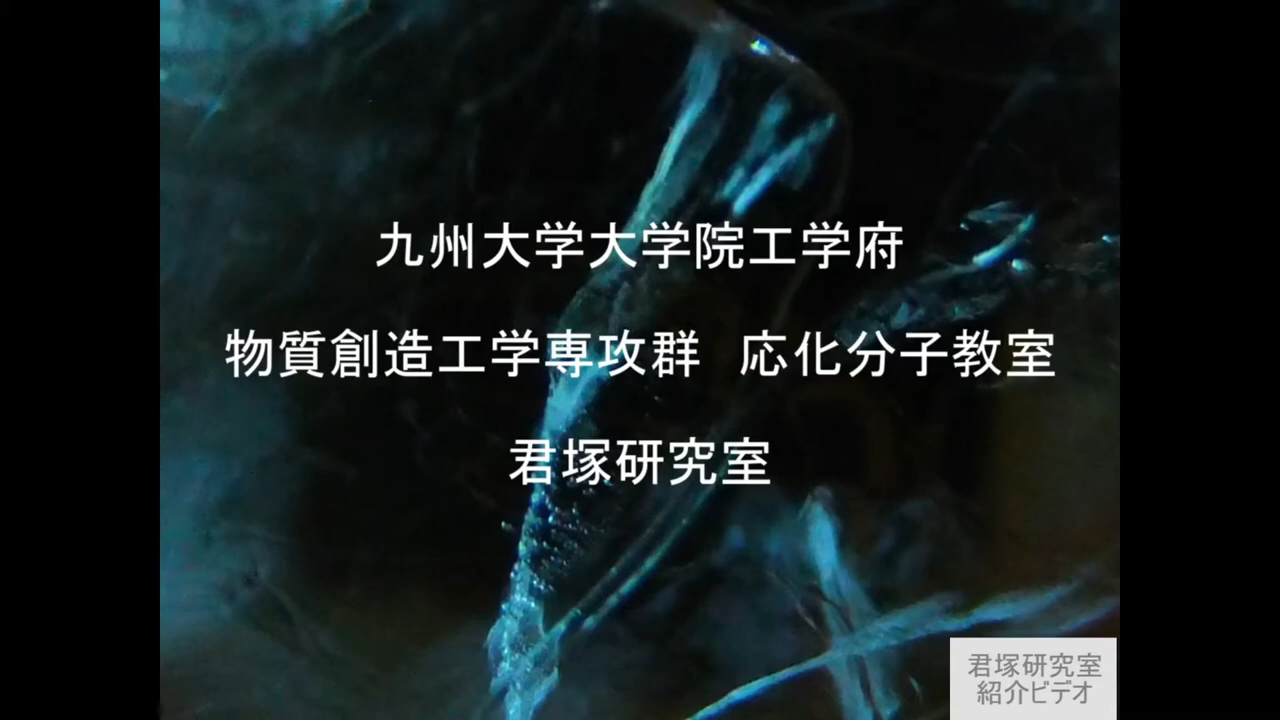 九州大学大学院工学府
物質創造工学専攻群　応化分子教室
君塚研究室
君塚研究室
紹介ビデオ